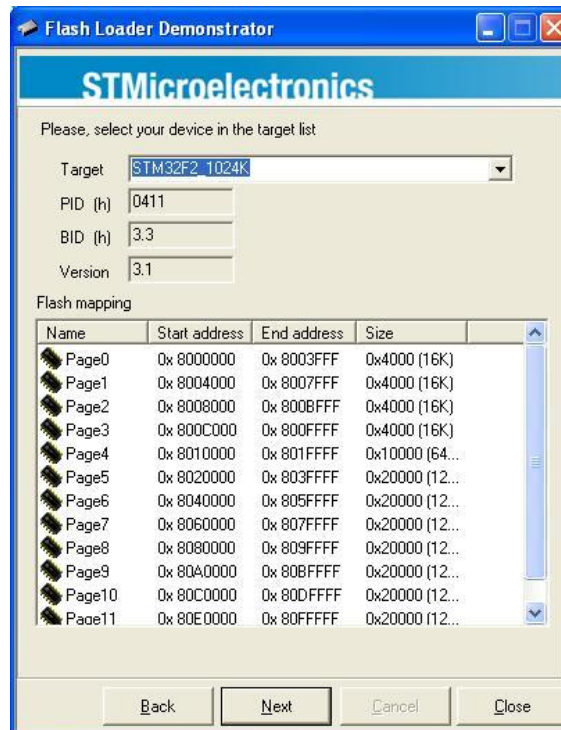 Flash Loader Demonstrator
STMicroelectronics
Please, select your device in the target list
Target STM32F2_1024K
PID (h) 0411
BID (h) 3.3
Version 3.1
Flash mapping
Name Start address End address Size
Page0 0x 8000000 0x 8003FFF 0x4000 (16K)
Page1 0x 8004000 0x 8007FFF 0x4000 (16K)
Page2 0x 8008000 0x 800BFFF 0x4000 (16K)
Page3 0x 800C000 0x 800FFFF 0x4000 (16K)
Page4 0x 8010000 0x 801FFFF 0x10000 (64...
Page5 0x 8020000 0x 803FFFF 0x20000 (12...
Page6 0x 8040000 0x 805FFFF 0x20000 (12...
Page7 0x 8060000 0x 807FFFF 0x20000 (12...
Page8 0x 8080000 0x 809FFFF 0x20000 (12...
Page9 0x 80A0000 0x 80BFFFF 0x20000 (12...
Page10 0x 80C0000 0x 80DFFFF 0x20000 (12...
Page11 0x 80E0000 0x 80FFFFF 0x20000 (12...
Back Next Cancel Close